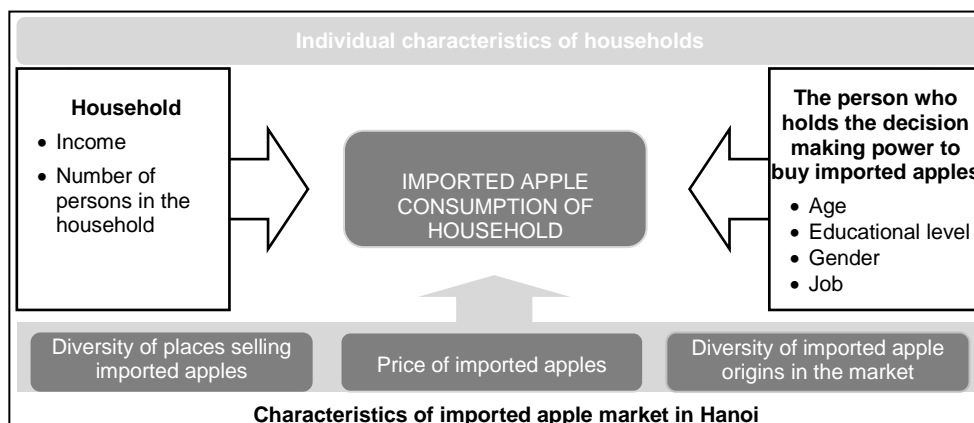 Individual characteristics of households
Household
• Income
• Number of
persons in the
household
IMPORTED APPLE
CONSUMPTION OF
HOUSEHOLD
The person who
holds the decision
making power to
buy imported apples
• Age
• Educational level
• Gender
• Job
Diversity of places selling
imported apples
Price of imported apples
Diversity of imported apple
origins in the market
Characteristics of imported apple market in Hanoi